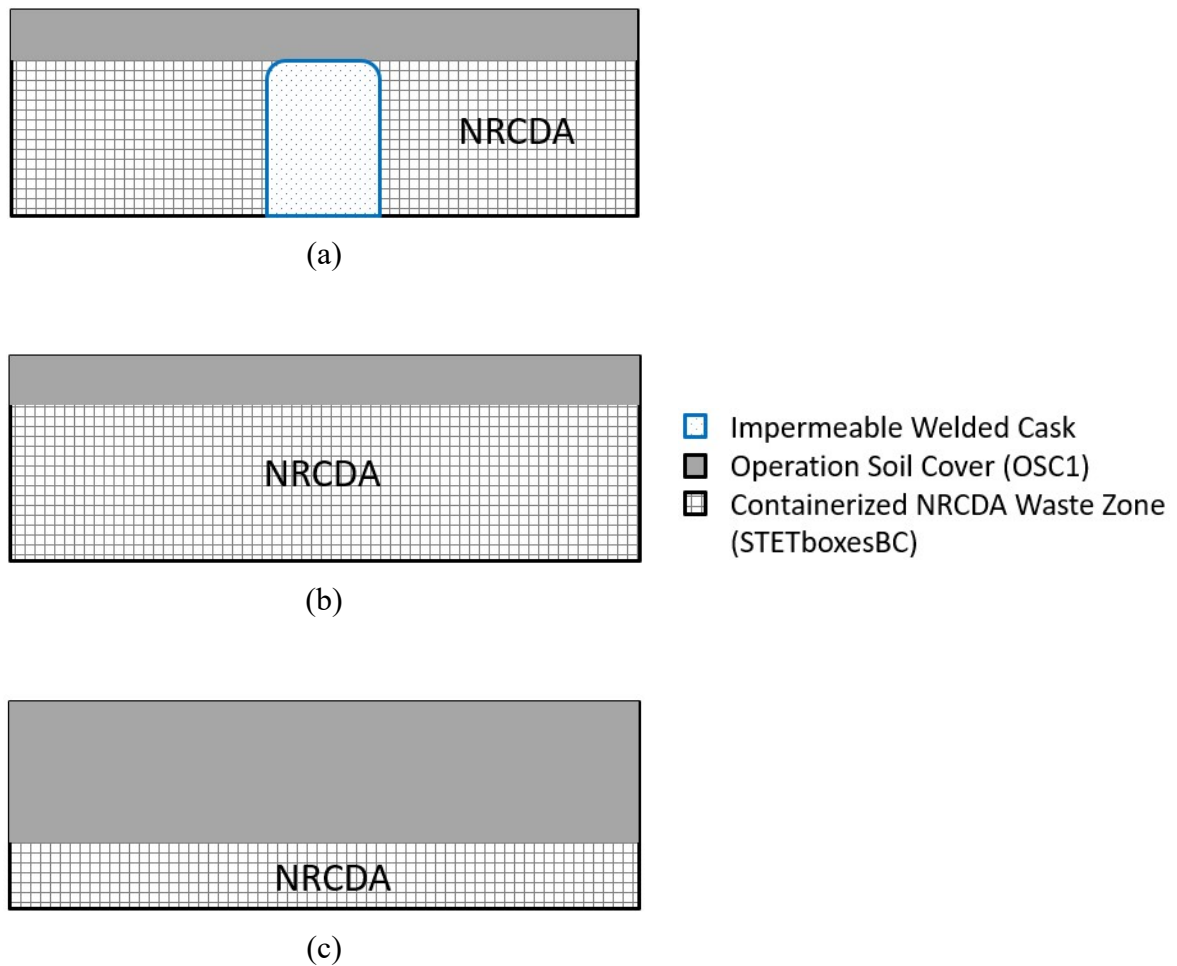 NRCDA
(a)
NRCDA
(b)
Impermeable Welded Cask
Operation Soil Cover (OSC1)
Containerized NRCDA Waste Zone
(STETboxesBC)
NRCDA
(c)